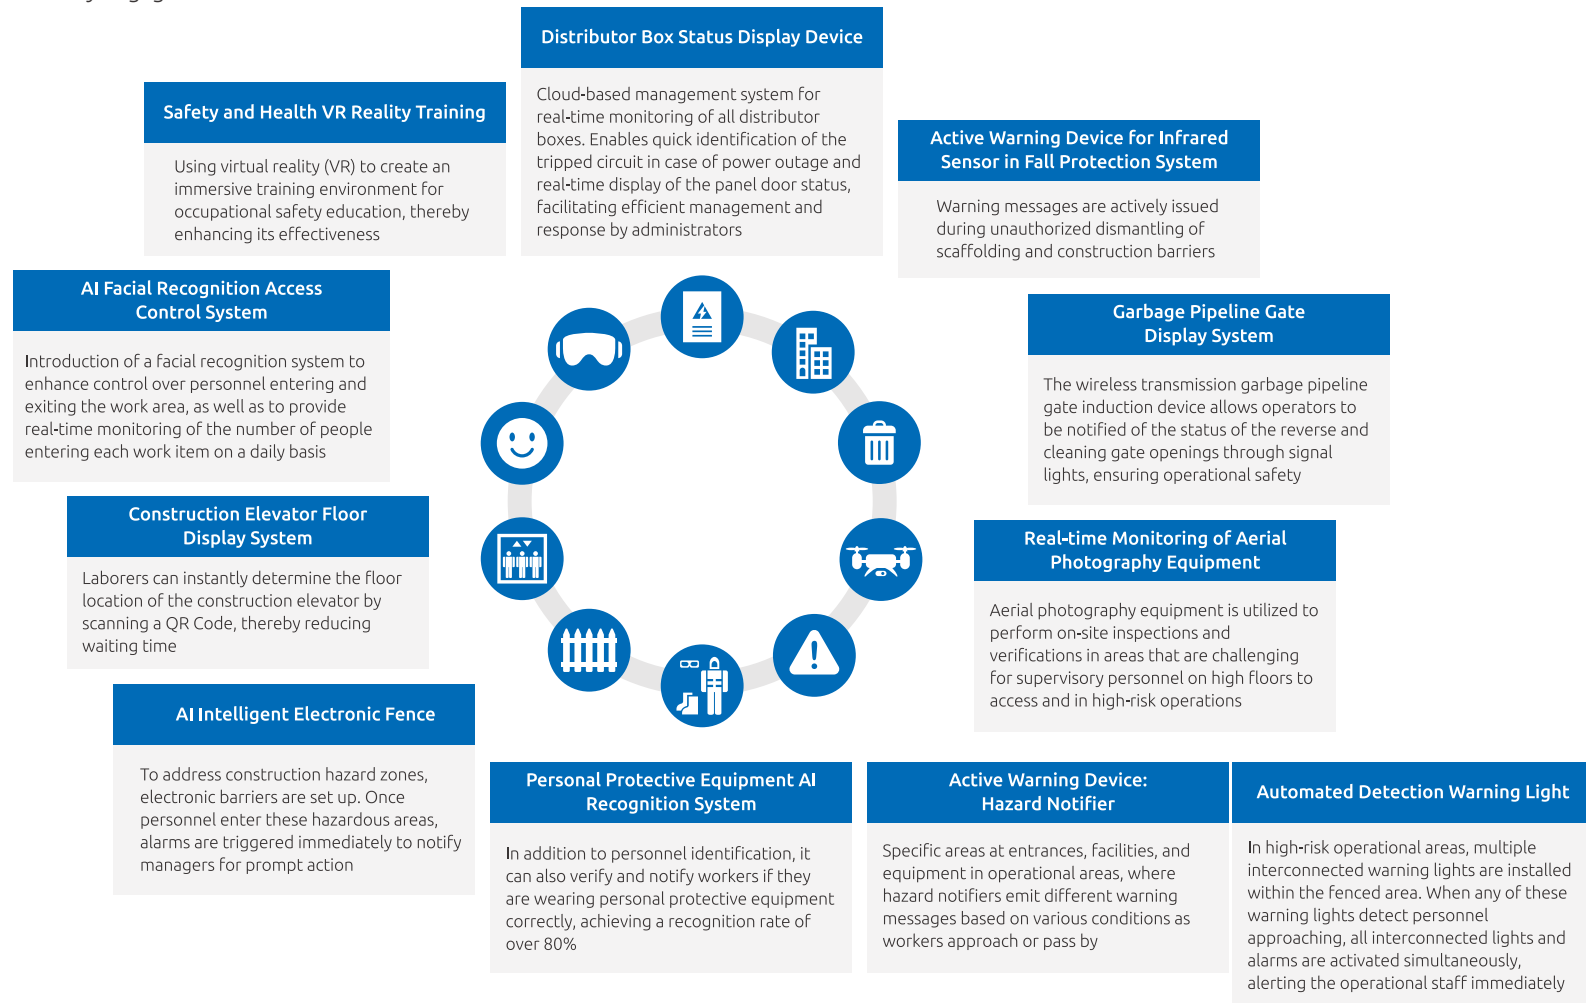 Distributor Box Status Display Device
Cloud-based management system for
real-time monitoring of all distributor
boxes. Enables quick identification of the
tripped circuit in case of power outage and
real-time display of the panel door status,
facilitating efficient management and
response by administrators
Safety and Health VR Reality Training
Using virtual reality (VR) to create an
immersive training environment for
occupational safety education, thereby
enhancing its effectiveness
Active Warning Device for Infrared
Sensor in Fall Protection System
Warning messages are actively issued
during unauthorized dismantling of
scaffolding and construction barriers
AI Facial Recognition Access
Control System
Introduction of a facial recognition system to
enhance control over personnel entering and
exiting the work area, as well as to provide
real-time monitoring of the number of people
entering each work item on a daily basis
Garbage Pipeline Gate
Display System
The wireless transmission garbage pipeline
gate induction device allows operators to
be notified of the status of the reverse and
cleaning gate openings through signal
lights, ensuring operational safety
Construction Elevator Floor
Display System
Laborers can instantly determine the floor
location of the construction elevator by
scanning a QR Code, thereby reducing
waiting time
Real-time Monitoring of Aerial
Photography Equipment
Aerial photography equipment is utilized to
perform on-site inspections and
verifications in areas that are challenging
for supervisory personnel on high floors to
access and in high-risk operations
AI Intelligent Electronic Fence
To address construction hazard zones,
electronic barriers are set up. Once
personnel enter these hazardous areas,
alarms are triggered immediately to notify
managers for prompt action
Personal Protective Equipment AI
Recognition System
In addition to personnel identification, it
can also verify and notify workers if they
are wearing personal protective equipment
correctly, achieving a recognition rate of
over 80%
Active Warning Device:
Hazard Notifier
Specific areas at entrances, facilities, and
equipment in operational areas, where
hazard notifiers emit different warning
messages based on various conditions as
workers approach or pass by
Automated Detection Warning Light
In high-risk operational areas, multiple
interconnected warning lights are installed
within the fenced area. When any of these
warning lights detect personnel
approaching, all interconnected lights and
alarms are activated simultaneously,
alerting the operational staff immediately